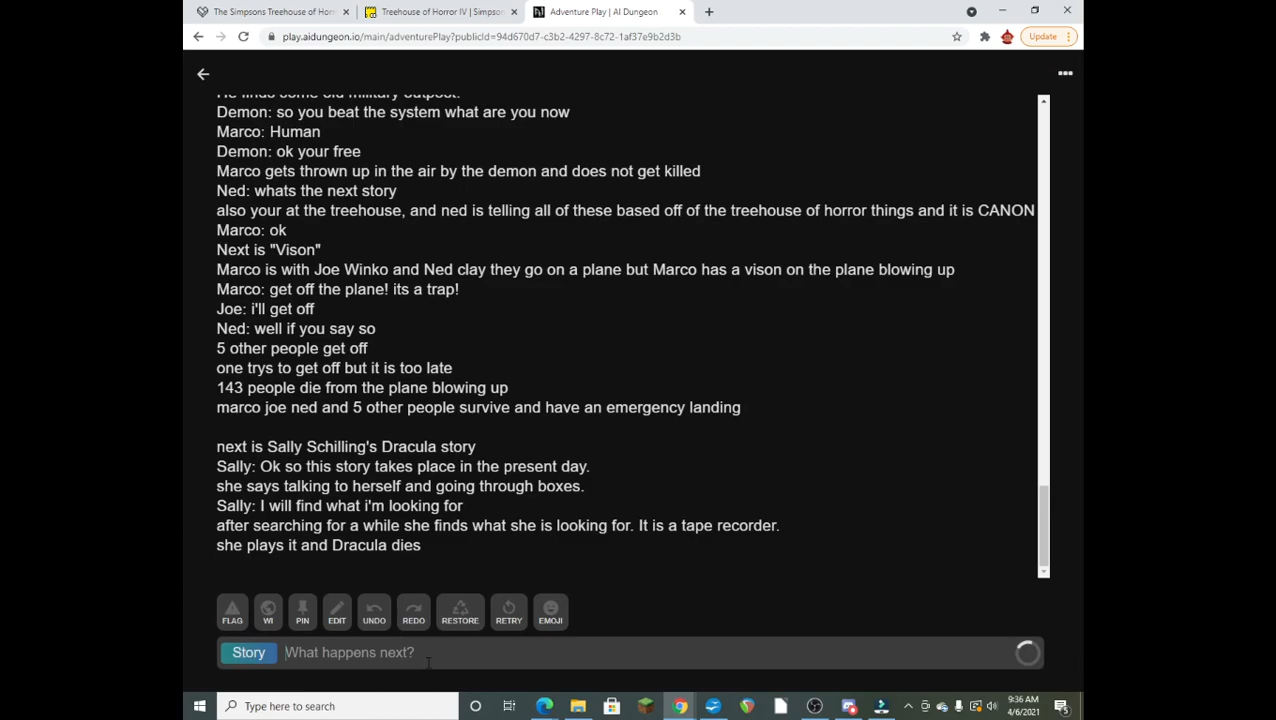 The Simpsons Treehouse of Horr
Treehouse of Horror IV | Simpson
Adventure Play | AI Dungeon
play.aidungeon.io/main/adventurePlay?publicId=94d670d7-c3b2-4297-8c72-1af37e9b2d3b
Update
He finds some old military outpost.
Demon: so you beat the system what are you now
Marco: Human
Demon: ok your free
Marco gets thrown up in the air by the demon and does not get killed
Ned: whats the next story
also your at the treehouse, and ned is telling all of these based off of the treehouse of horror things and it is CANON
Marco: ok
Next is "Vison"
Marco is with Joe Winko and Ned clay they go on a plane but Marco has a vison on the plane blowing up
Marco: get off the plane! its a trap!
Joe: i'll get off
Ned: well if you say so
5 other people get off
one trys to get off but it is too late
143 people die from the plane blowing up
marco joe ned and 5 other people survive and have an emergency landing
next is Sally Schilling's Dracula story
Sally: Ok so this story takes place in the present day.
she says talking to herself and going through boxes.
Sally: I will find what i'm looking for
after searching for a while she finds what she is looking for. It is a tape recorder.
she plays it and Dracula dies
FLAG WI PIN EDIT UNDO REDO RESTORE RETRY EMOJI
Story What happens next?
Type here to search
9:36 AM
4/6/2021
5